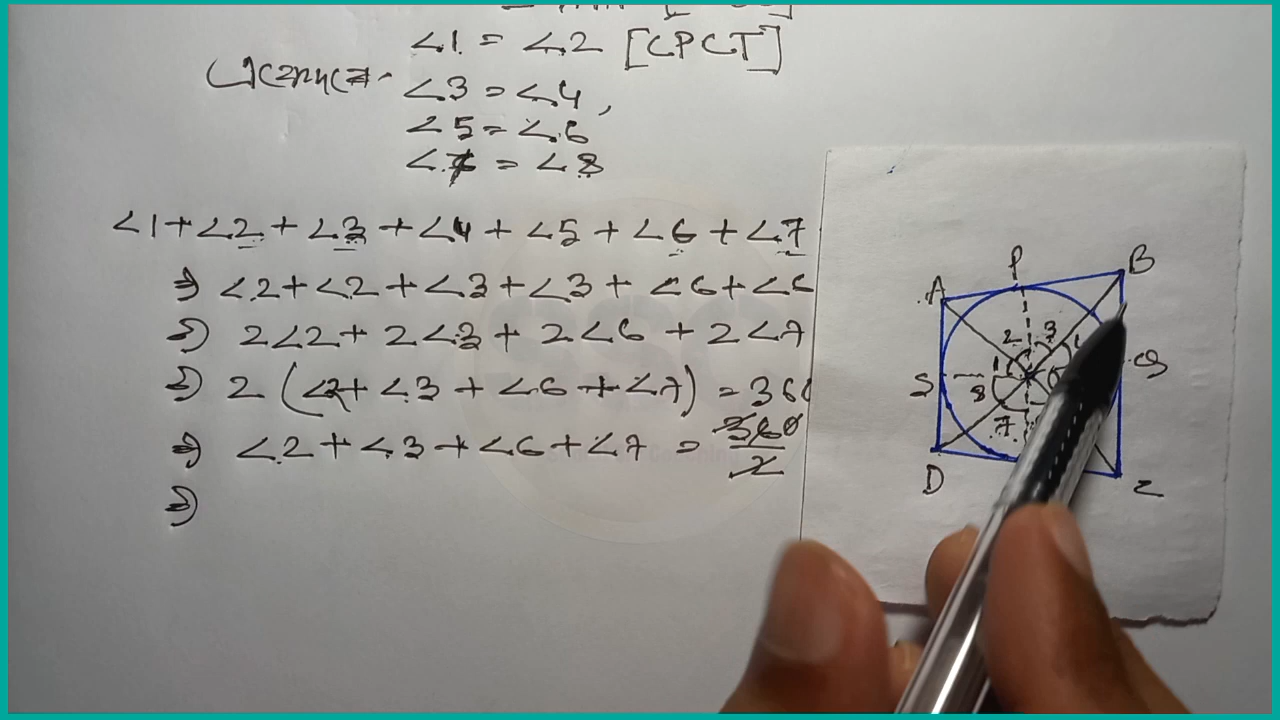 ∠1 = ∠2 [CPCT]
∠3 = ∠4,
∠5 = ∠6
∠7 = ∠8
∠1 + ∠2 + ∠3 + ∠4 + ∠5 + ∠6 + ∠7
⇒ ∠2 + ∠2 + ∠3 + ∠3 + ∠6 + ∠6
⇒ 2∠2 + 2∠3 + 2∠6 + 2∠7
⇒ 2 (∠2 + ∠3 + ∠6 + ∠7) = 360
⇒ ∠2 + ∠3 + ∠6 + ∠7 = 360/2
⇒
P
B
A
2 3
1
S
Q
8
7
D
C